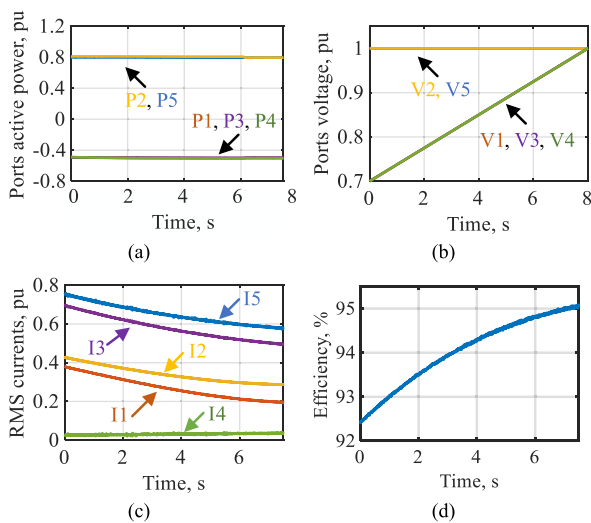 Ports active power, pu
1.2
0.8
0.4
0
-0.4
-0.8
P2, P5
P1, P3, P4
0 2 4 6 8
Time, s
(a)
Ports voltage, pu
1
0.9
0.8
0.7
V2, V5
V1, V3, V4
0 2 4 6 8
Time, s
(b)
RMS currents, pu
0.8
0.6
0.4
0.2
0
I5
I3
I2
I1
I4
0 2 4 6
Time, s
(c)
Efficiency, %
95
94
93
92
0 2 4 6
Time, s
(d)